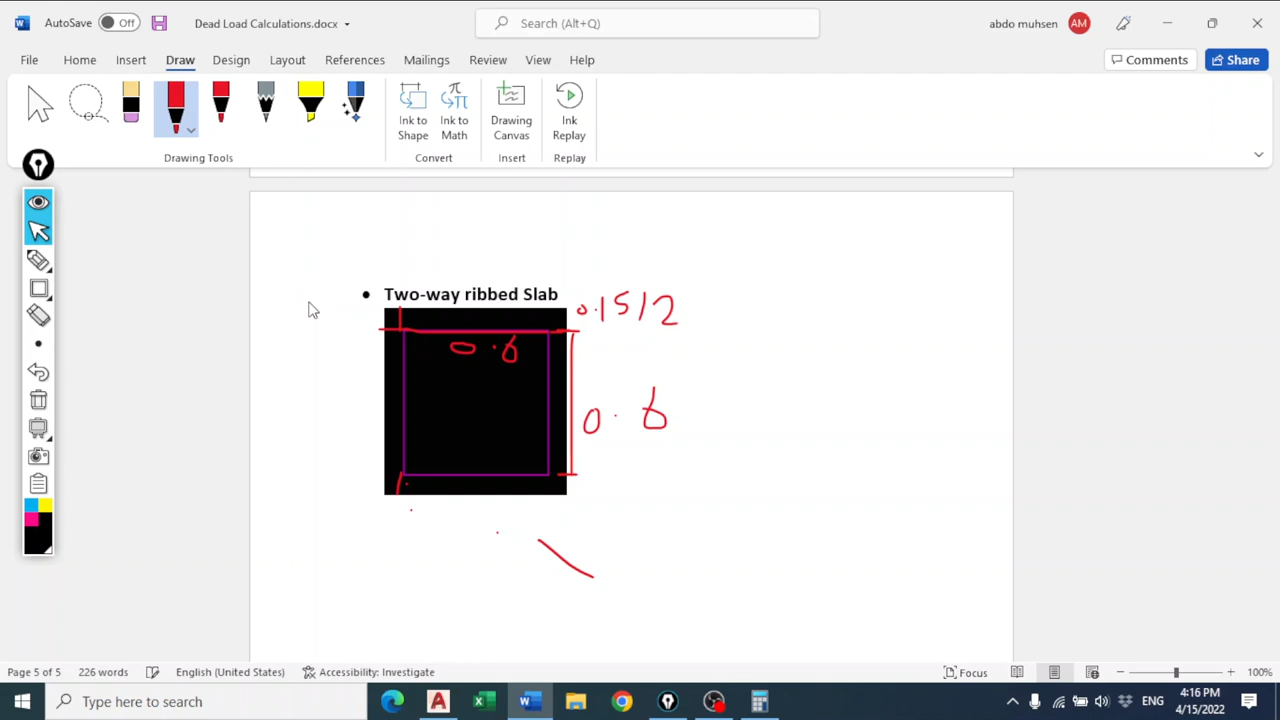 AutoSave Off Dead Load Calculations.docx Search (Alt+Q) abdo muhsen AM
File Home Insert Draw Design Layout References Mailings Review View Help Comments Share
Ink to Shape
Ink to Math
Drawing Canvas
Ink Replay
Drawing Tools Convert Insert Replay
• Two-way ribbed Slab
0.15/2
0.6
0.6
Page 5 of 5 226 words English (United States) Accessibility: Investigate Focus 100%
Type here to search ENG 4:16 PM
4/15/2022